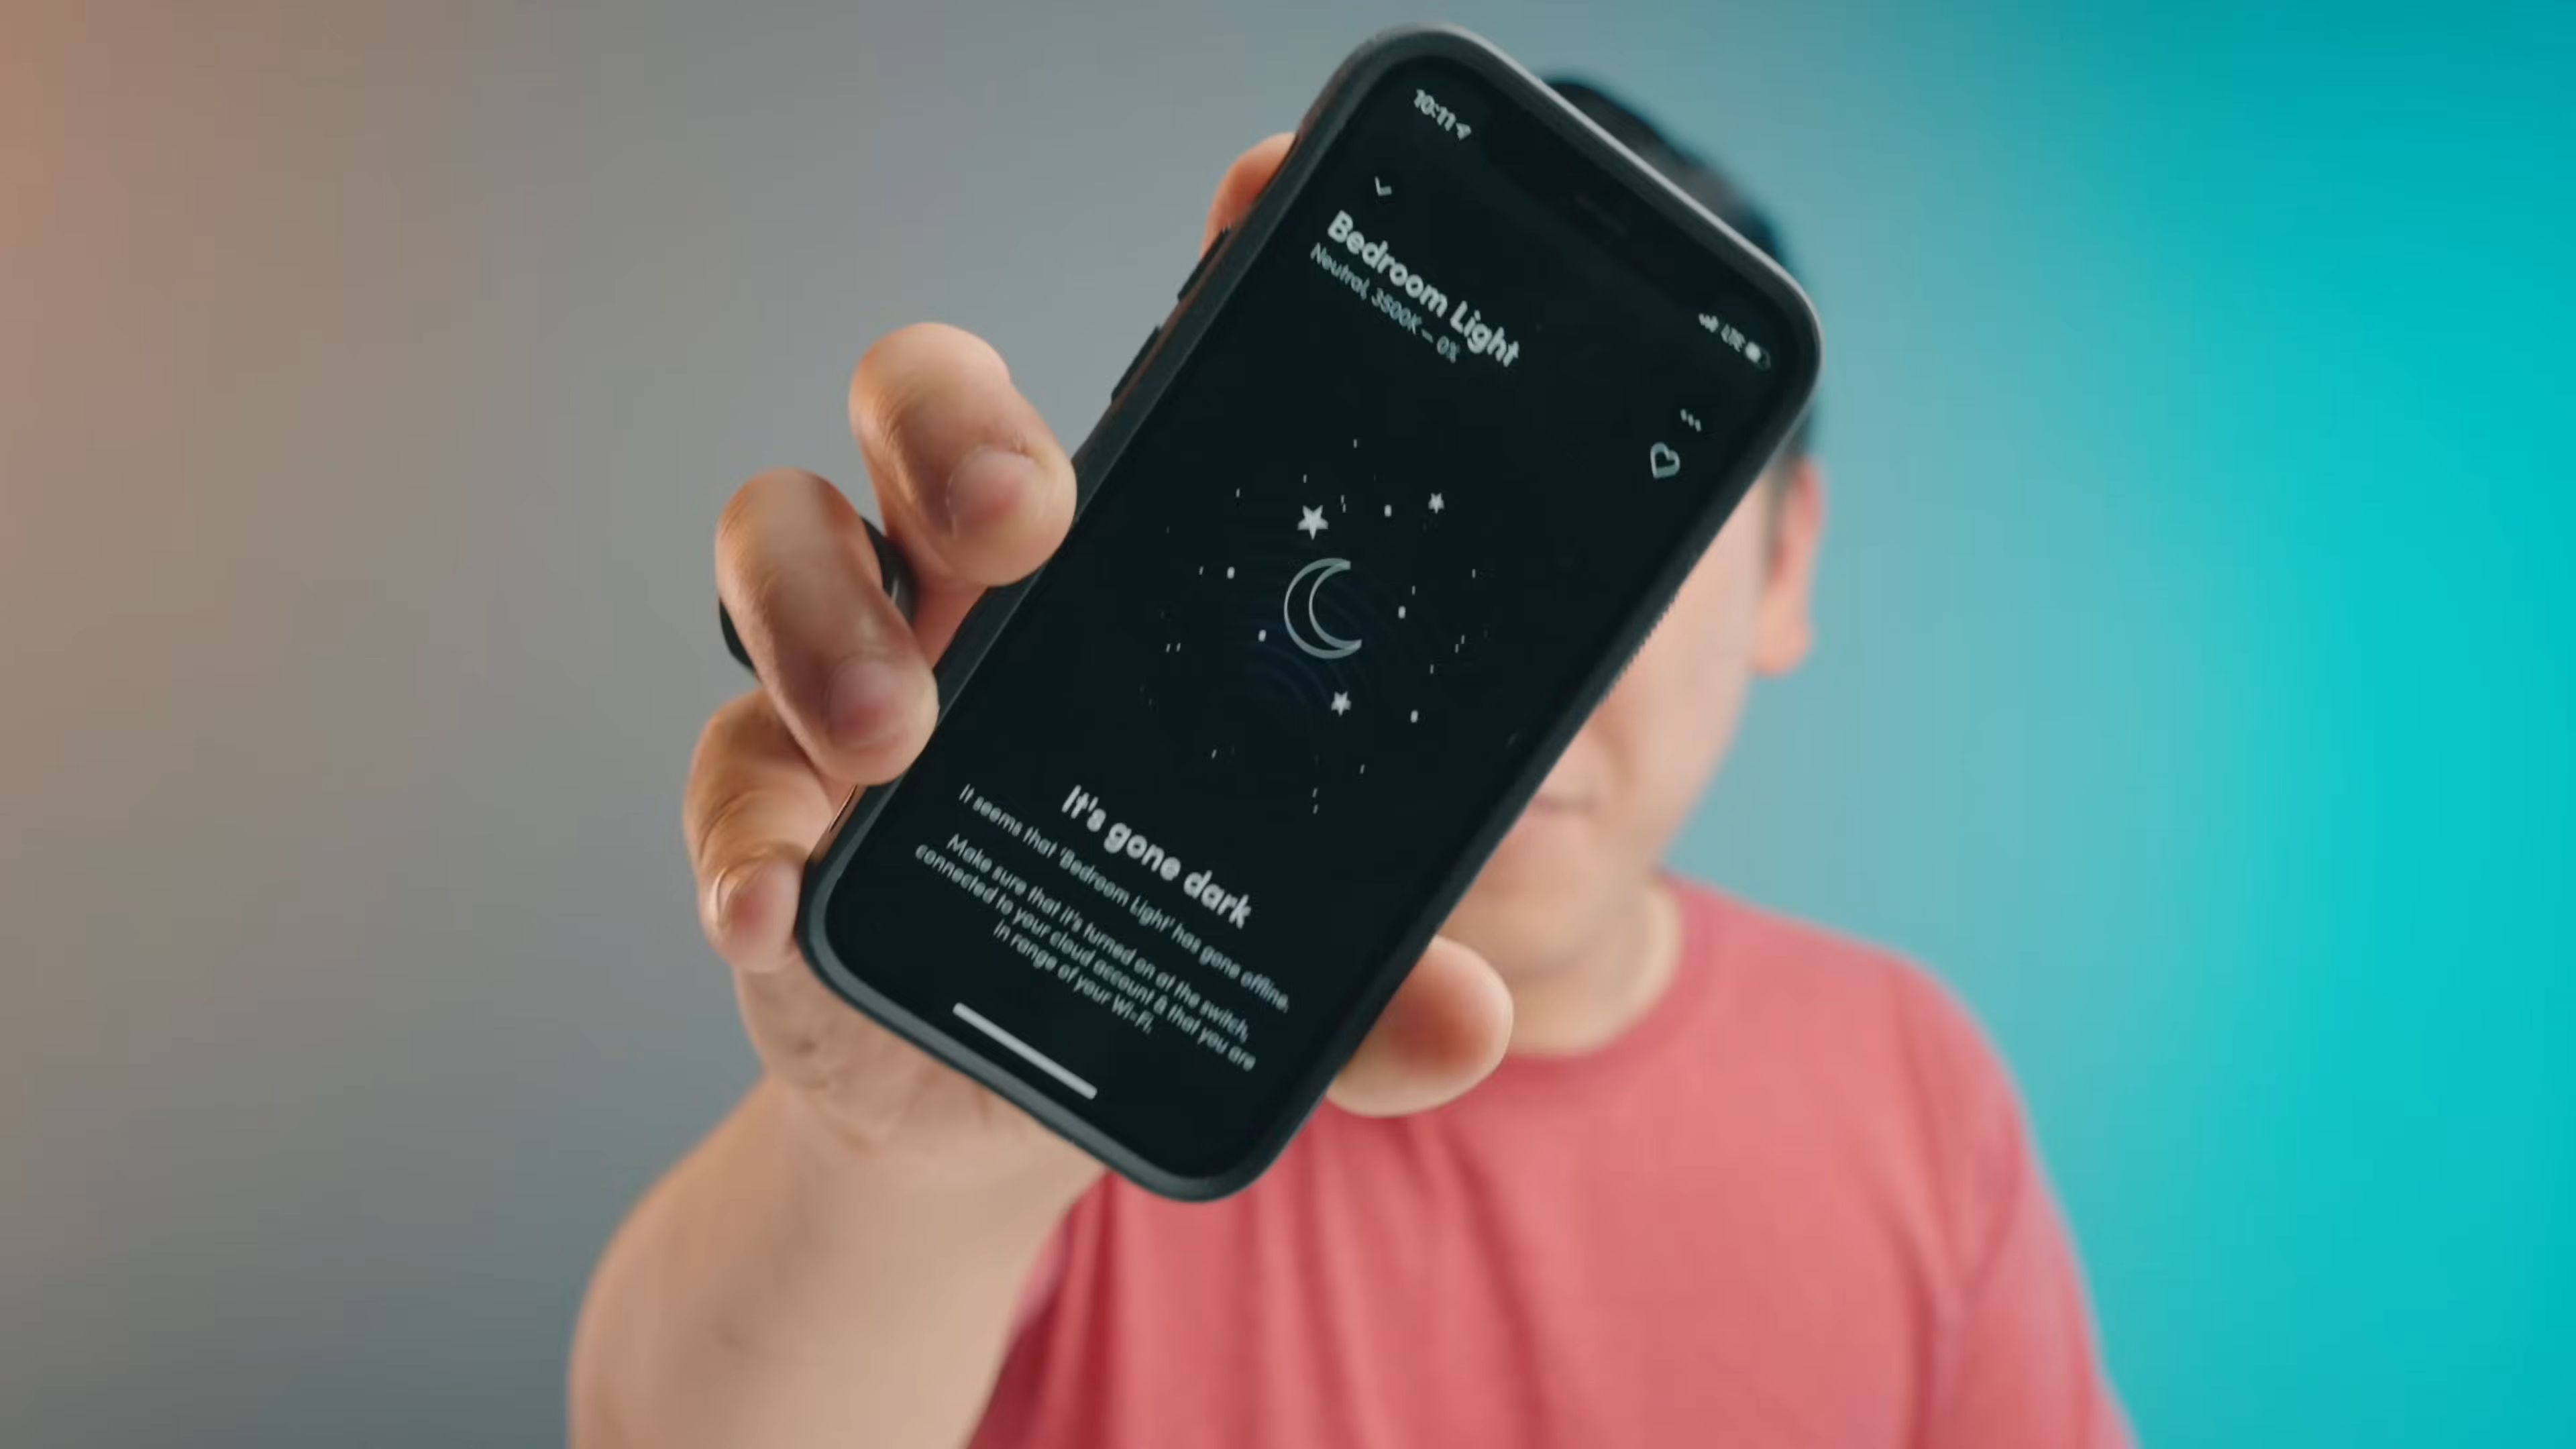 10:11
LTE
Bedroom Light
Neutral, 3500K — 0%
It's gone dark
It seems that 'Bedroom Light' has gone offline.
Make sure that it's turned on at the switch,
connected to your cloud account & that you are
in range of your Wi-Fi.